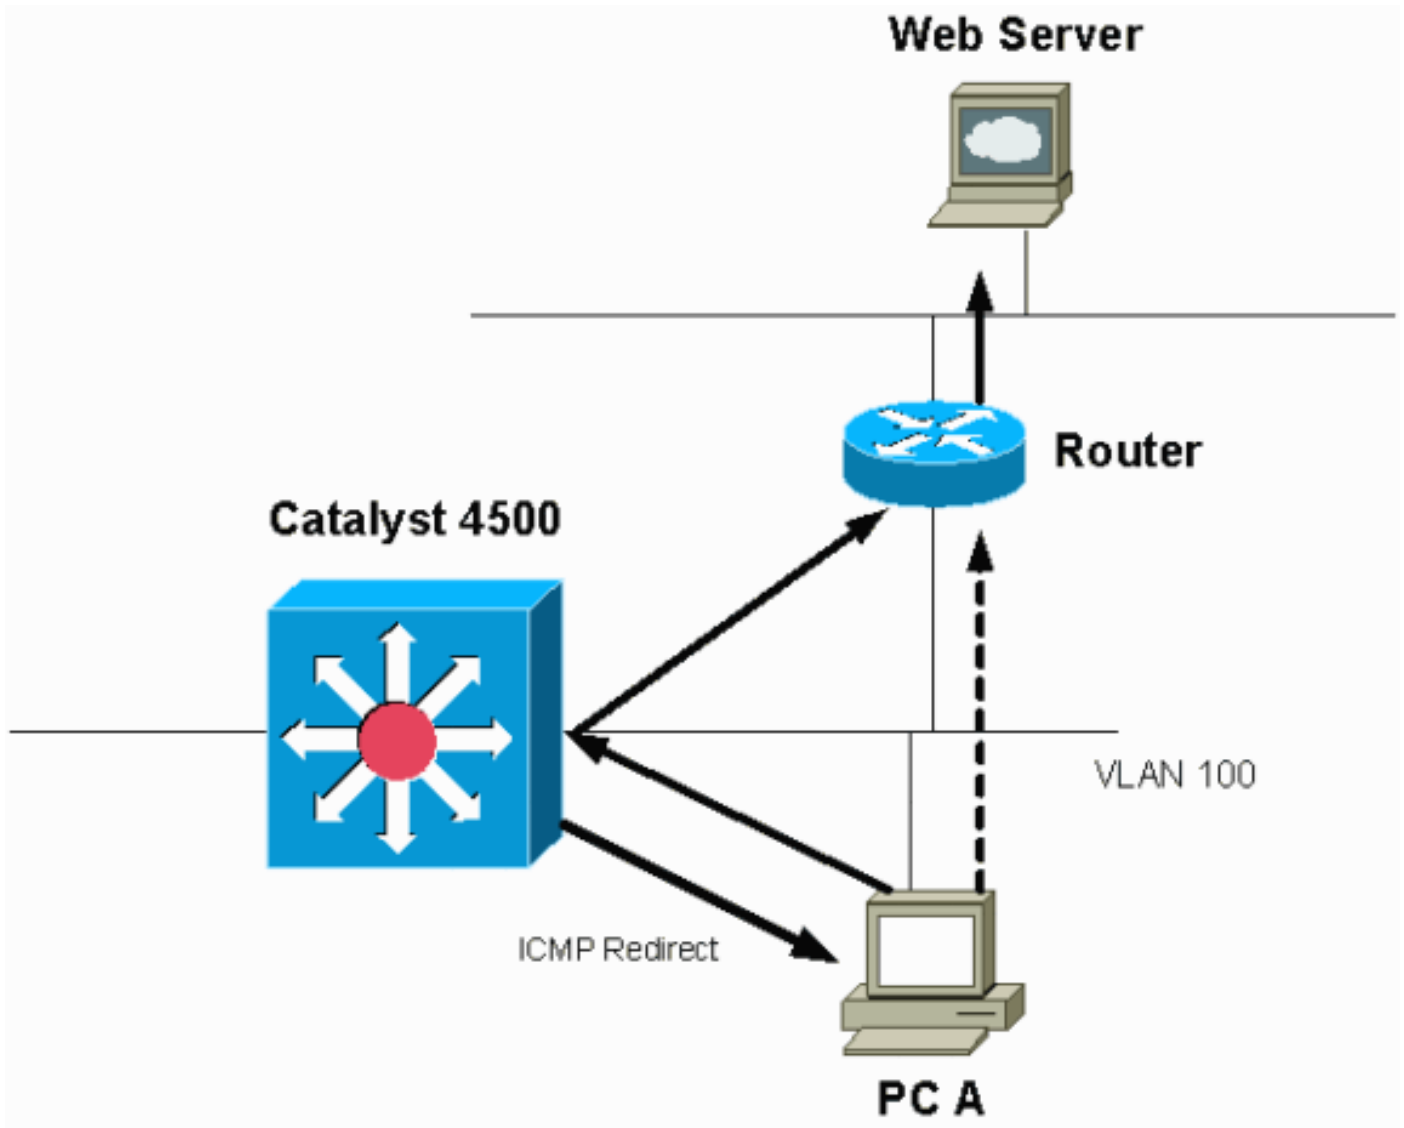 Web Server
Router
Catalyst 4500
VLAN 100
ICMP Redirect
PC A